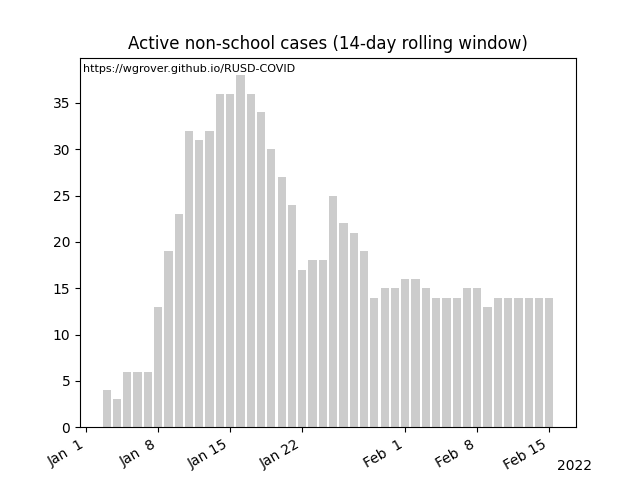 Active non-school cases (14-day rolling window)
https://wgrover.github.io/RUSD-COVID
35
30
25
20
15
10
5
0
Jan 1
Jan 8
Jan 15
Jan 22
Feb 1
Feb 8
Feb 15
2022